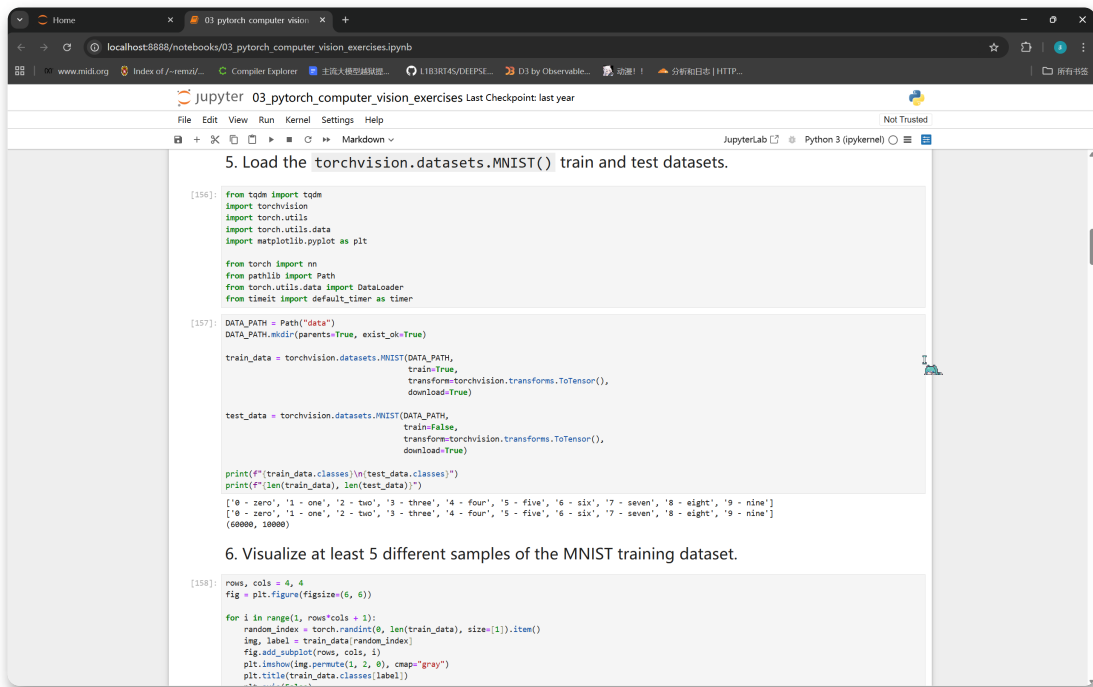 Home
03 pytorch computer vision
localhost:8888/notebooks/03_pytorch_computer_vision_exercises.ipynb
www.midi.org
Index of /~remzi/...
Compiler Explorer
主流大模型越狱提...
L1B3RT4S/DEEPSE...
D3 by Observable...
动漫！！
分析和日志 | HTTP...
所有书签
jupyter 03_pytorch_computer_vision_exercises Last Checkpoint: last year
File Edit View Run Kernel Settings Help
Not Trusted
Markdown
JupyterLab
Python 3 (ipykernel)
5. Load the torchvision.datasets.MNIST() train and test datasets.
[156]:
from tqdm import tqdm
import torchvision
import torch.utils
import torch.utils.data
import matplotlib.pyplot as plt
from torch import nn
from pathlib import Path
from torch.utils.data import DataLoader
from timeit import default_timer as timer
[157]:
DATA_PATH = Path("data")
DATA_PATH.mkdir(parents=True, exist_ok=True)
train_data = torchvision.datasets.MNIST(DATA_PATH,
train=True,
transform=torchvision.transforms.ToTensor(),
download=True)
test_data = torchvision.datasets.MNIST(DATA_PATH,
train=False,
transform=torchvision.transforms.ToTensor(),
download=True)
print(f"{train_data.classes}\n{test_data.classes}")
print(f"{len(train_data), len(test_data)}")
['0 - zero', '1 - one', '2 - two', '3 - three', '4 - four', '5 - five', '6 - six', '7 - seven', '8 - eight', '9 - nine']
['0 - zero', '1 - one', '2 - two', '3 - three', '4 - four', '5 - five', '6 - six', '7 - seven', '8 - eight', '9 - nine']
(60000, 10000)
6. Visualize at least 5 different samples of the MNIST training dataset.
[158]:
rows, cols = 4, 4
fig = plt.figure(figsize=(6, 6))
for i in range(1, rows*cols + 1):
random_index = torch.randint(0, len(train_data), size=[1]).item()
img, label = train_data[random_index]
fig.add_subplot(rows, cols, i)
plt.imshow(img.permute(1, 2, 0), cmap="gray")
plt.title(train_data.classes[label])